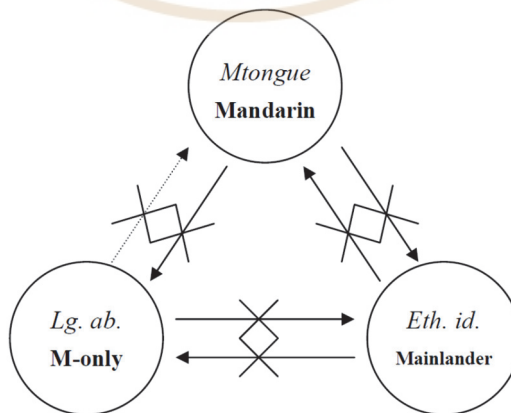 Mtongue
Mandarin
Lg. ab.
M-only
Eth. id.
Mainlander